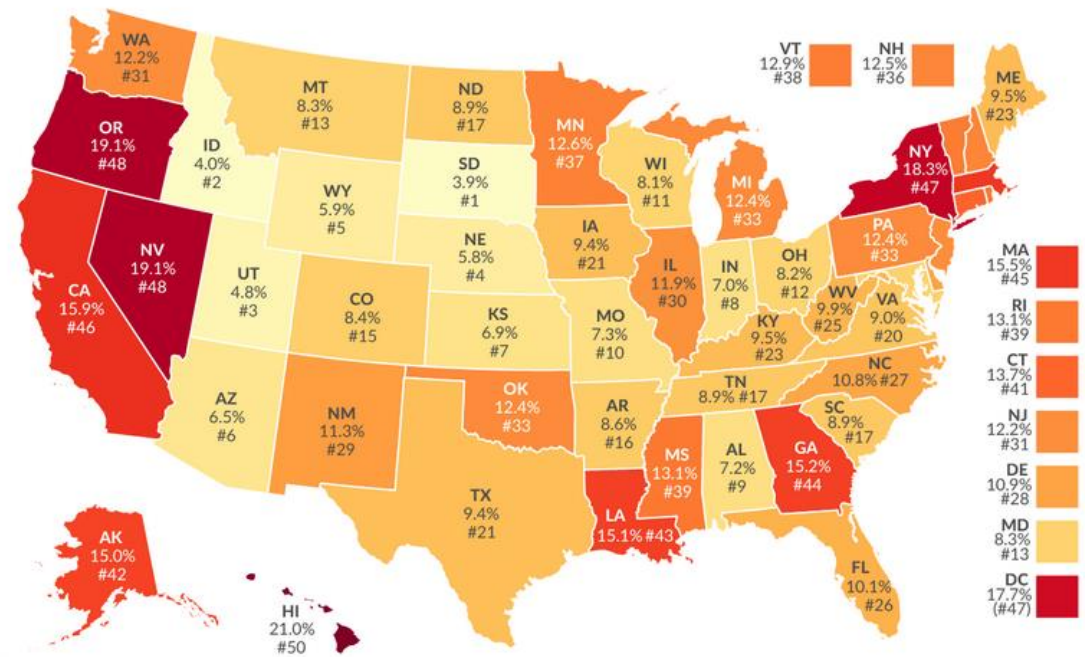 WA
12.2%
#31
MT
8.3%
#13
ND
8.9%
#17
MN
12.6%
#37
VT
12.9%
#38
NH
12.5%
#36
ME
9.5%
#23
OR
19.1%
#48
ID
4.0%
#2
SD
3.9%
#1
WI
8.1%
#11
MI
12.4%
#33
NY
18.3%
#47
WY
5.9%
#5
NV
19.1%
#48
NE
5.8%
#4
IA
9.4%
#21
IL
11.9%
#30
IN
7.0%
#8
OH
8.2%
#12
PA
12.4%
#33
MA
15.5%
#45
CA
15.9%
#46
UT
4.8%
#3
CO
8.4%
#15
KS
6.9%
#7
MO
7.3%
#10
KY
9.5%
#23
WV
9.9%
#25
VA
9.0%
#20
RI
13.1%
#39
AZ
6.5%
#6
NM
11.3%
#29
OK
12.4%
#33
AR
8.6%
#16
TN
8.9% #17
NC
10.8% #27
SC
8.9%
#17
CT
13.7%
#41
NJ
12.2%
#31
TX
9.4%
#21
LA
15.1% #43
MS
13.1%
#39
AL
7.2%
#9
GA
15.2%
#44
DE
10.9%
#28
MD
8.3%
#13
AK
15.0%
#42
HI
21.0%
#50
FL
10.1%
#26
DC
17.7%
(#47)